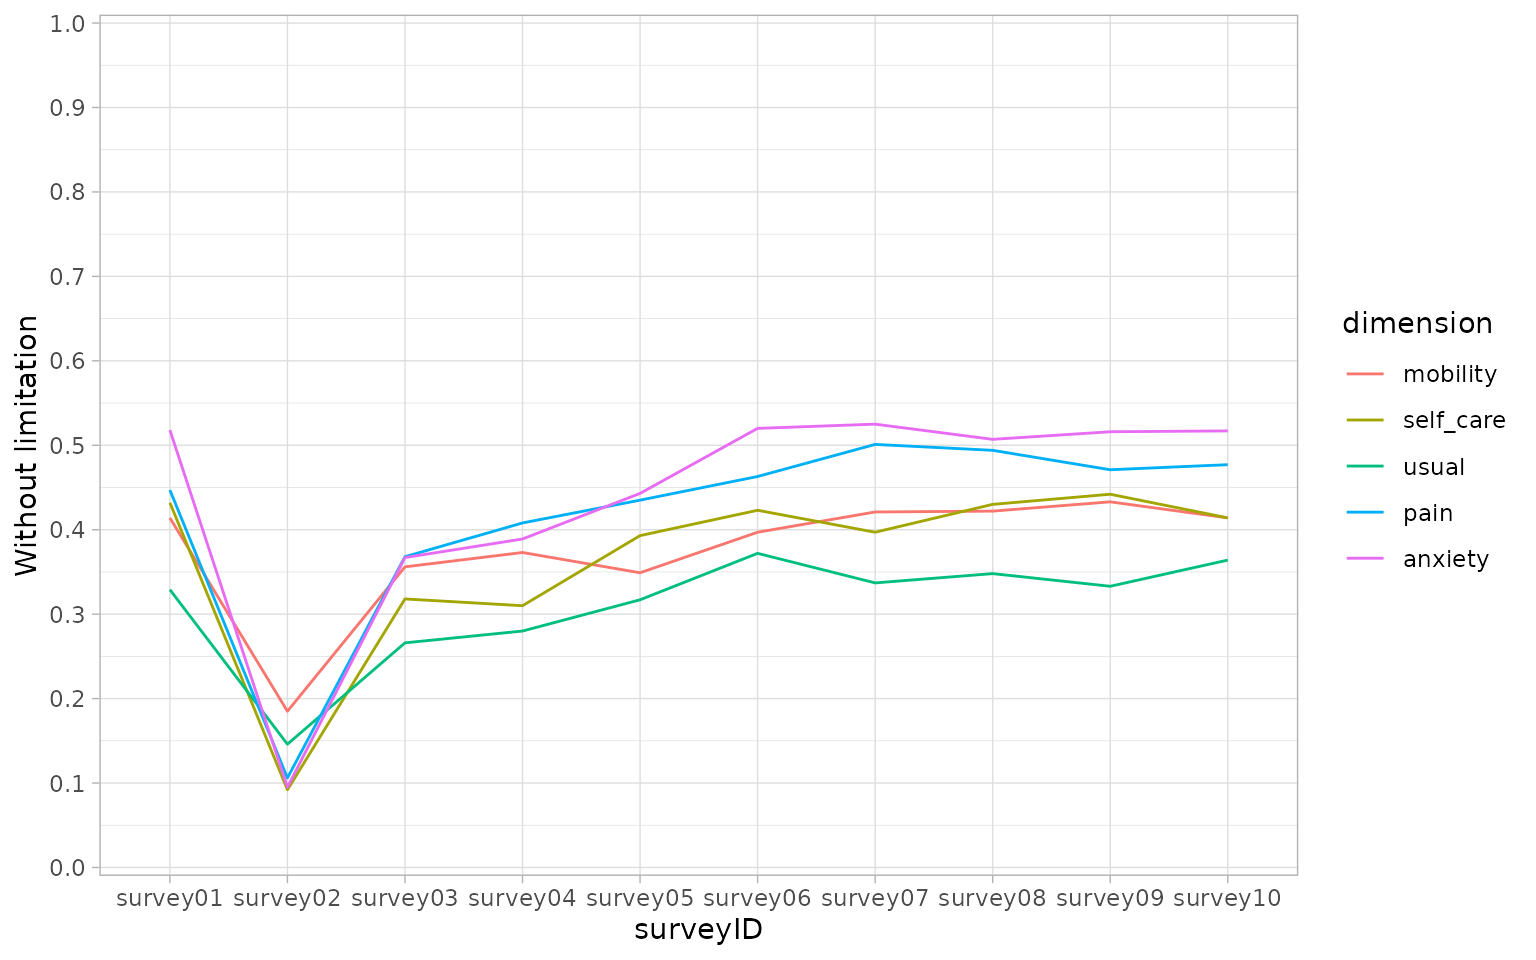 1.0
0.9
0.8
0.7
0.6
0.5
0.4
0.3
0.2
0.1
0.0
Without limitation
survey01 survey02 survey03 survey04 survey05 survey06 survey07 survey08 survey09 survey10
surveyID
dimension
mobility
self_care
usual
pain
anxiety